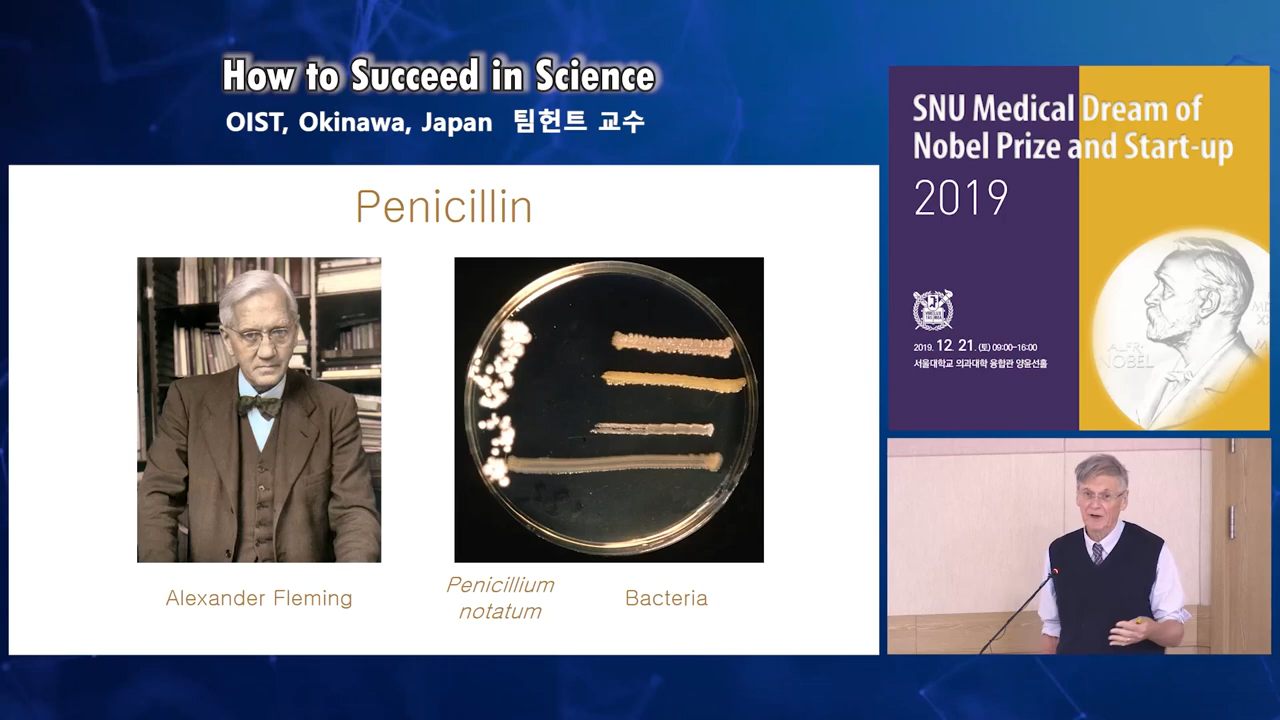 How to Succeed in Science
OIST, Okinawa, Japan 팀헌트 교수
Penicillin
Alexander Fleming
Penicillium
notatum
Bacteria
SNU Medical Dream of
Nobel Prize and Start-up
2019
2019. 12. 21. (토) 09:00~16:00
서울대학교 의과대학 융합관 양윤선홀
ALFR.
NOBEL